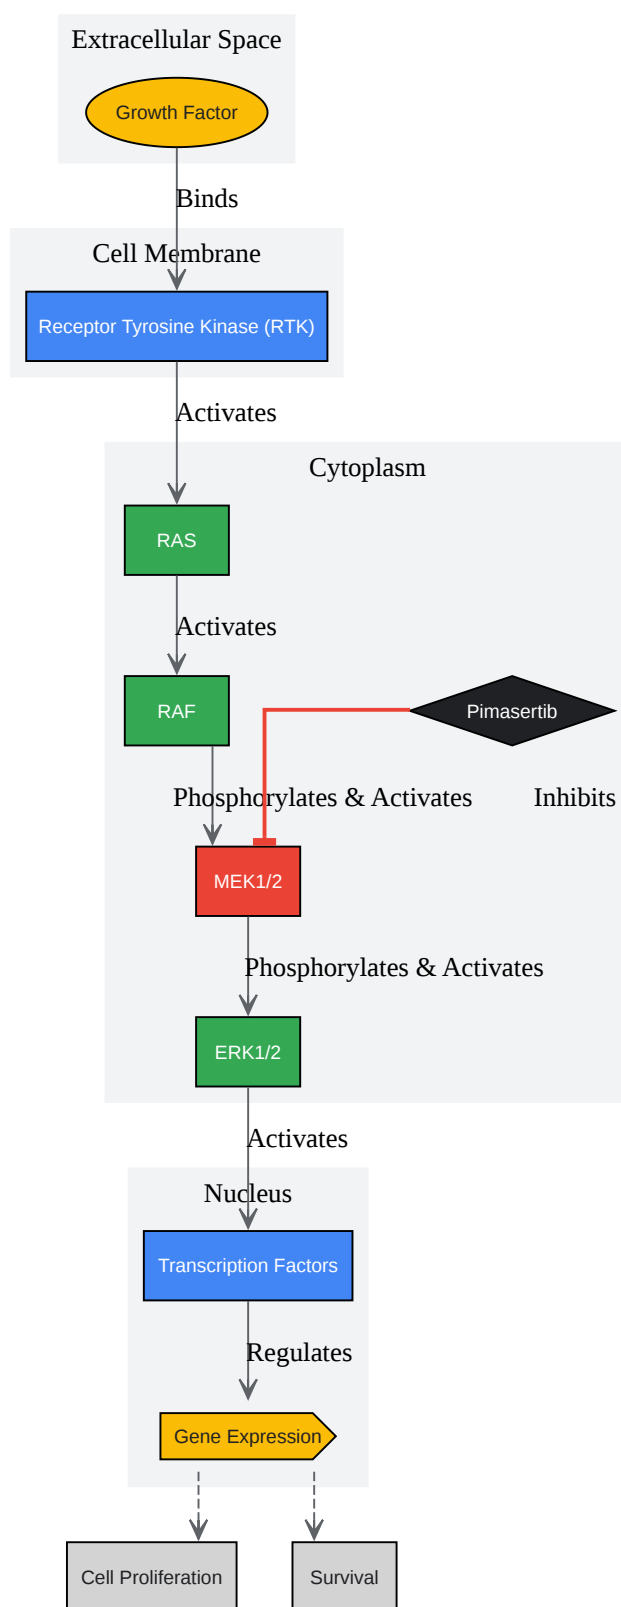 Extracellular Space
Growth Factor
Binds
Cell Membrane
Receptor Tyrosine Kinase (RTK)
Activates
Cytoplasm
RAS
Activates
RAF
Pimasertib
Phosphorylates & Activates
Inhibits
MEK1/2
Phosphorylates & Activates
ERK1/2
Activates
Nucleus
Transcription Factors
Regulates
Gene Expression
Cell Proliferation
Survival